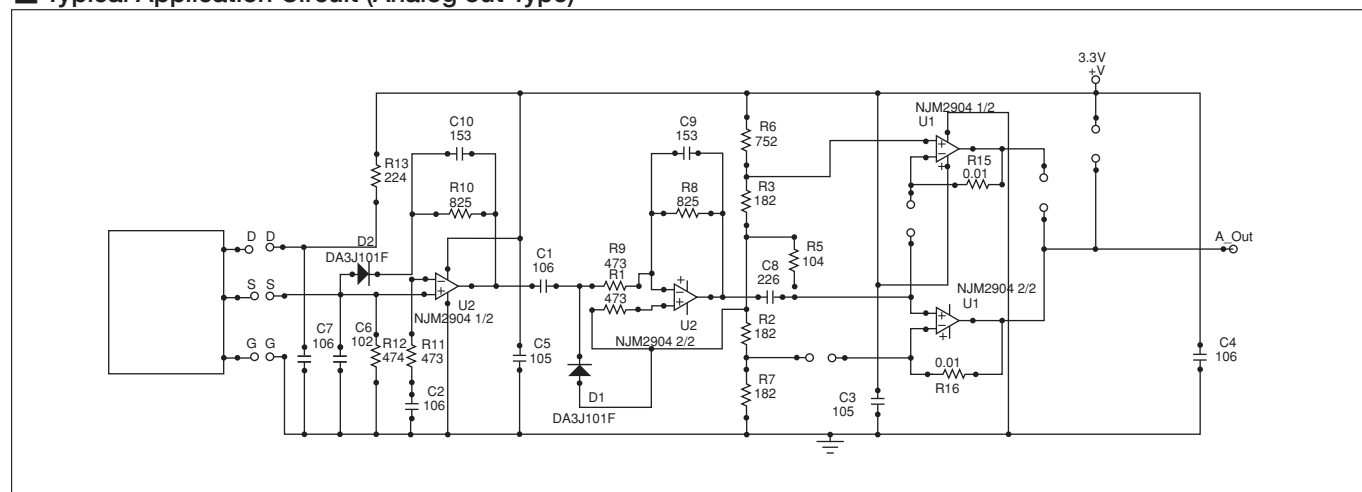 Typical Application Circuit (Analog out Type)
3.3V
+V
C10
153
R13
224
R10
825
D2
DA3J101F
D D
S S
G G
C7
106
C6
102
R12
474
R11
473
C2
106
U2
NJM2904 1/2
C5
105
C1
106
R9
473
R1
473
C9
153
R8
825
U2
NJM2904 2/2
D1
DA3J101F
R6
752
R3
182
R5
104
C8
226
R2
182
R7
182
C3
105
NJM2904 1/2
U1
R15
0.01
NJM2904 2/2
U1
0.01
R16
A_Out
C4
106